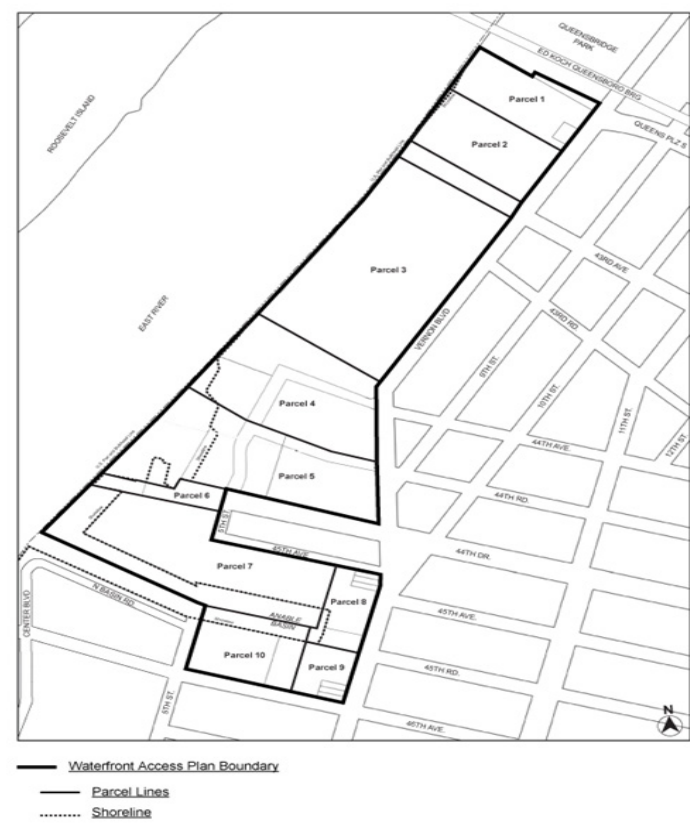 QUEENSBRIDGE
PARK
ED KOCH QUEENSBORO BRG
QUEENS PLZ S
ROOSEVELT ISLAND
Parcel 1
Parcel 2
43RD AVE
Parcel 3
EAST RIVER
VERNON BLVD
43RD RD.
9TH ST.
10TH ST.
11TH ST.
12TH ST.
Parcel 4
44TH AVE.
Parcel 5
44TH RD.
Parcel 6
5TH ST.
45TH AVE
44TH DR.
Parcel 7
N BASIN RD.
CENTER BLVD
ANABLE
BASIN
Parcel 8
45TH AVE.
Parcel 10
Parcel 9
45TH RD.
5TH ST.
46TH AVE.
N
Waterfront Access Plan Boundary
Parcel Lines
Shoreline